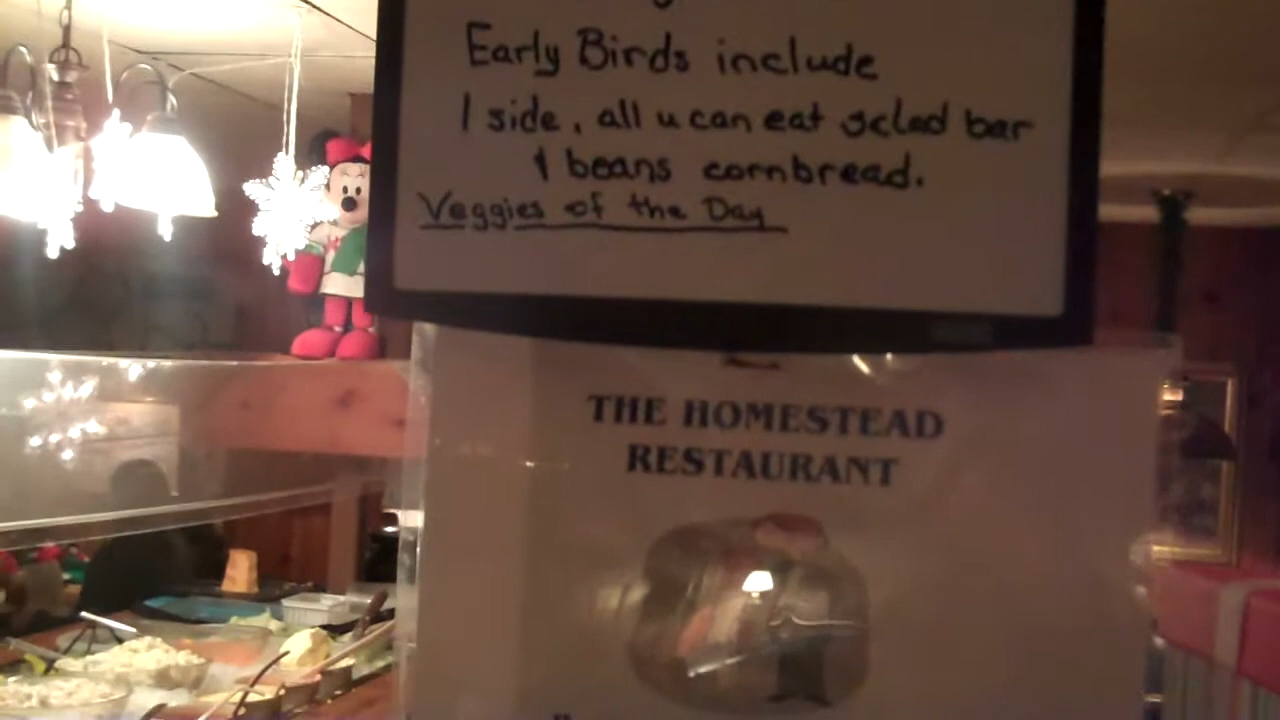 Early Birds include
1 side, all u can eat salad bar
& beans cornbread.
Veggies of the Day
THE HOMESTEAD
RESTAURANT